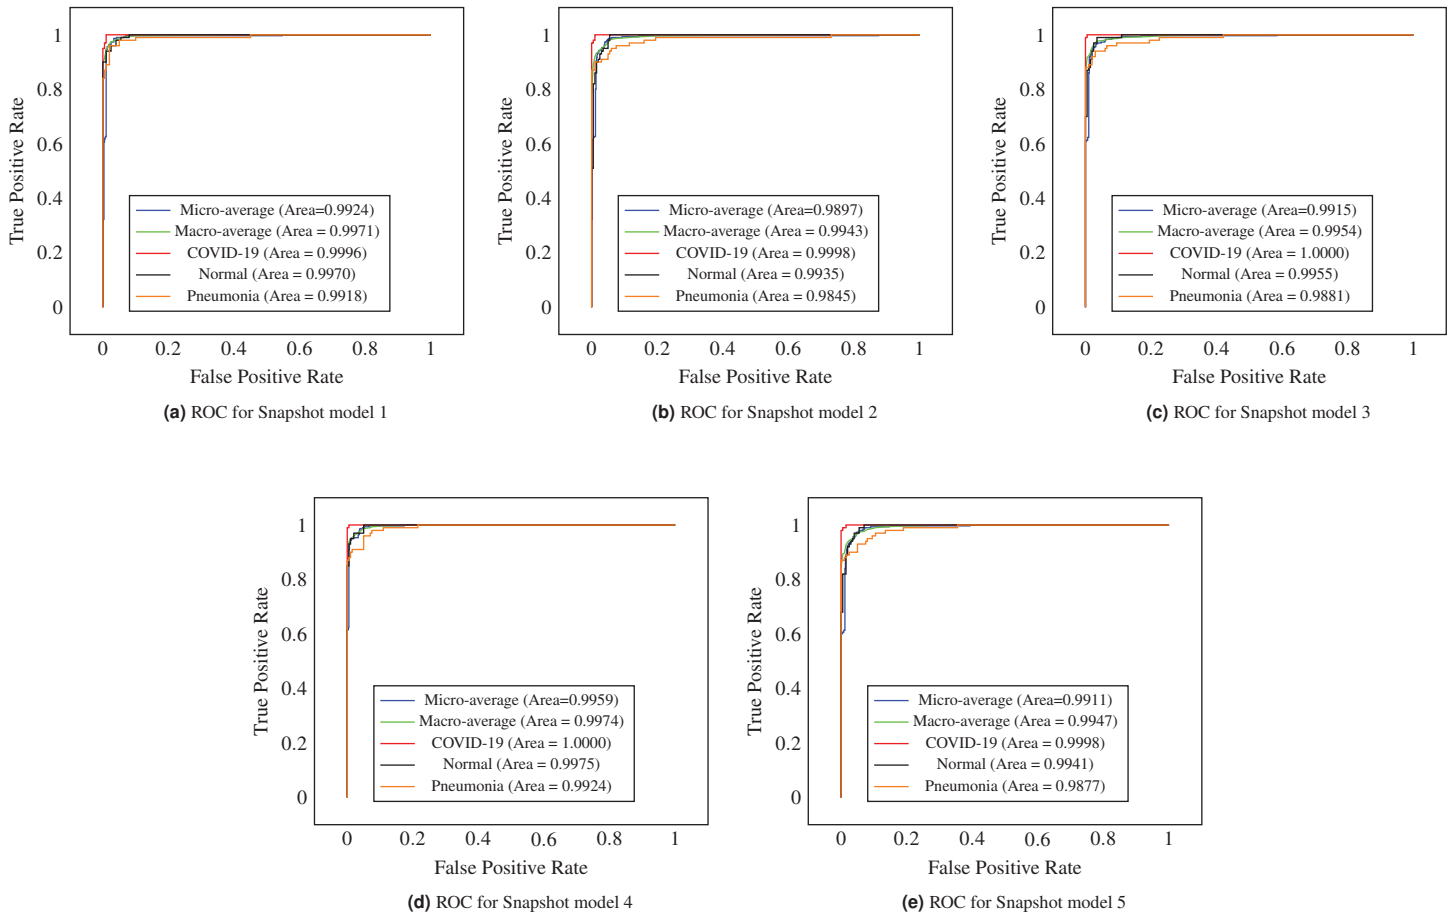 True Positive Rate
1
0.8
0.6
0.4
0.2
0
Micro-average (Area=0.9924)
Macro-average (Area = 0.9971)
COVID-19 (Area = 0.9996)
Normal (Area = 0.9970)
Pneumonia (Area = 0.9918)
0 0.2 0.4 0.6 0.8 1
False Positive Rate
(a) ROC for Snapshot model 1
True Positive Rate
1
0.8
0.6
0.4
0.2
0
Micro-average (Area=0.9897)
Macro-average (Area = 0.9943)
COVID-19 (Area = 0.9998)
Normal (Area = 0.9935)
Pneumonia (Area = 0.9845)
0 0.2 0.4 0.6 0.8 1
False Positive Rate
(b) ROC for Snapshot model 2
True Positive Rate
1
0.8
0.6
0.4
0.2
0
Micro-average (Area=0.9915)
Macro-average (Area = 0.9954)
COVID-19 (Area = 1.0000)
Normal (Area = 0.9955)
Pneumonia (Area = 0.9881)
0 0.2 0.4 0.6 0.8 1
False Positive Rate
(c) ROC for Snapshot model 3
True Positive Rate
1
0.8
0.6
0.4
0.2
0
Micro-average (Area=0.9959)
Macro-average (Area = 0.9974)
COVID-19 (Area = 1.0000)
Normal (Area = 0.9975)
Pneumonia (Area = 0.9924)
0 0.2 0.4 0.6 0.8 1
False Positive Rate
(d) ROC for Snapshot model 4
True Positive Rate
1
0.8
0.6
0.4
0.2
0
Micro-average (Area=0.9911)
Macro-average (Area = 0.9947)
COVID-19 (Area = 0.9998)
Normal (Area = 0.9941)
Pneumonia (Area = 0.9877)
0 0.2 0.4 0.6 0.8 1
False Positive Rate
(e) ROC for Snapshot model 5